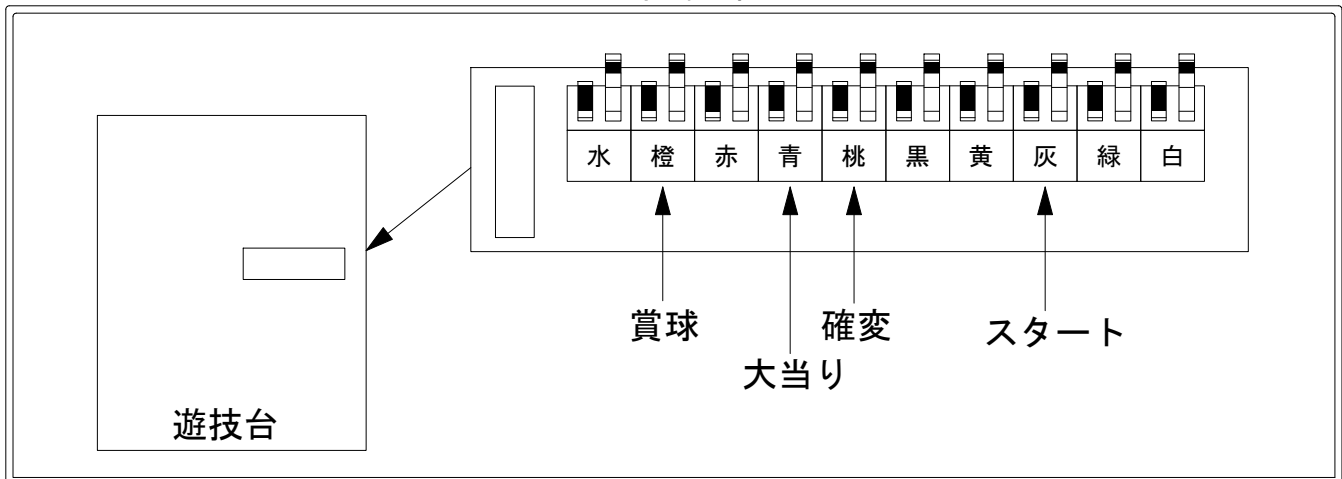 水 橙 赤 青 桃 黒 黄 灰 緑 白
賞球 確変 スタート
大当り
遊技台